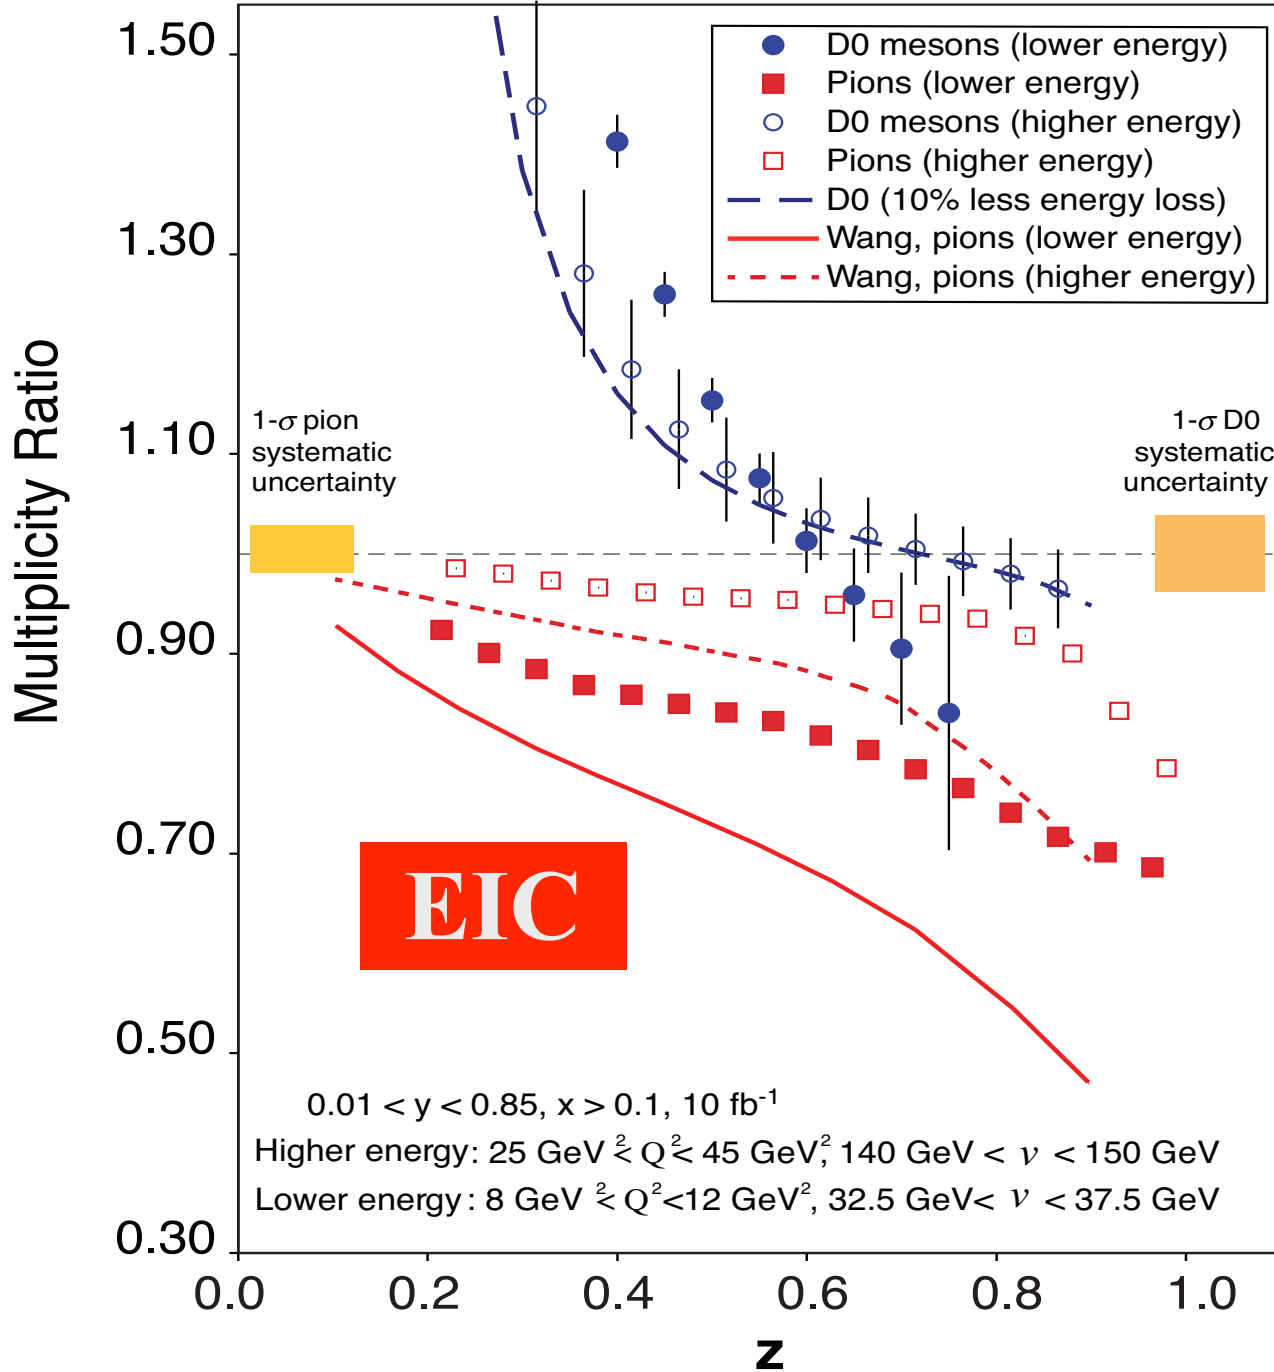 1.50
1.30
1.10
0.90
0.70
0.50
0.30
Multiplicity Ratio
D0 mesons (lower energy)
Pions (lower energy)
D0 mesons (higher energy)
Pions (higher energy)
D0 (10% less energy loss)
Wang, pions (lower energy)
Wang, pions (higher energy)
1-σ pion
systematic
uncertainty
1-σ D0
systematic
uncertainty
EIC
0.01 < y < 0.85, x > 0.1, 10 fb⁻¹
Higher energy: 25 GeV² < Q² < 45 GeV², 140 GeV < ν < 150 GeV
Lower energy: 8 GeV² < Q² <12 GeV², 32.5 GeV< ν < 37.5 GeV
0.0 0.2 0.4 0.6 0.8 1.0
z